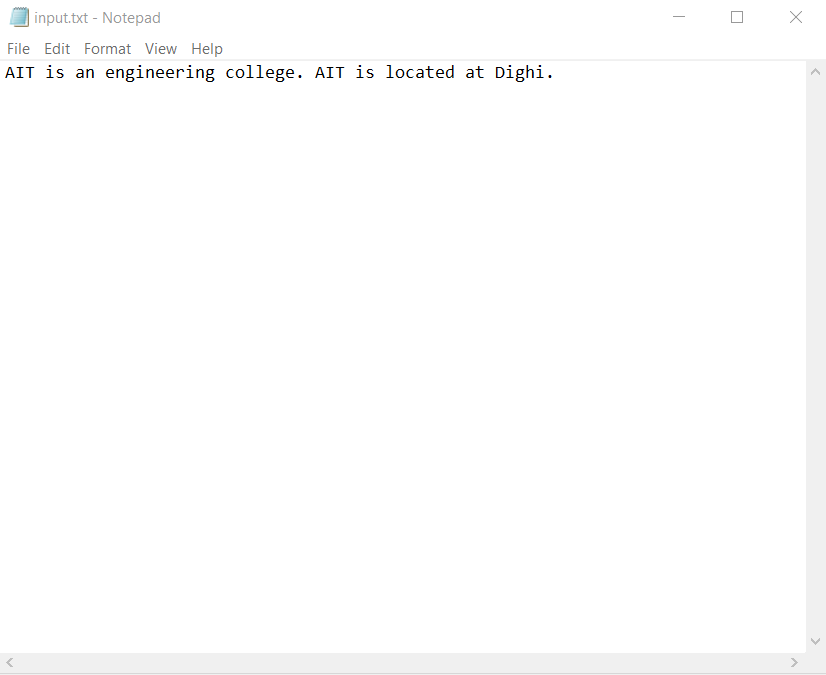 input.txt - Notepad
File Edit Format View Help
AIT is an engineering college. AIT is located at Dighi.